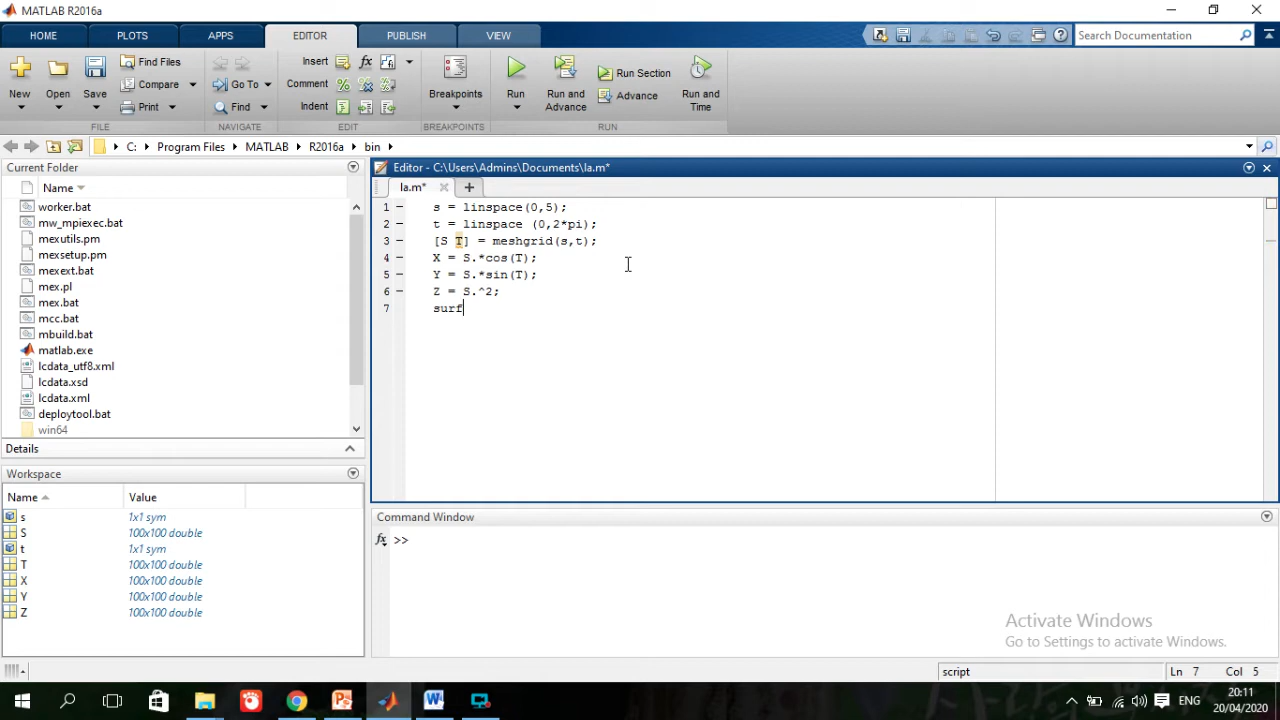 MATLAB R2016a
HOME PLOTS APPS EDITOR PUBLISH VIEW Search Documentation
New Open Save Find Files Compare Print
Go To Find
Insert fx Comment % Indent
Breakpoints
Run Run and Advance Run Section Advance Run and Time
FILE NAVIGATE EDIT BREAKPOINTS RUN
C: Program Files MATLAB R2016a bin
Current Folder
Name
worker.bat
mw_mpiexec.bat
mexutils.pm
mexsetup.pm
mexext.bat
mex.pl
mex.bat
mcc.bat
mbuild.bat
matlab.exe
lcdata_utf8.xml
lcdata.xsd
lcdata.xml
deploytool.bat
win64
Details
Workspace
Name Value
s 1x1 sym
S 100x100 double
t 1x1 sym
T 100x100 double
X 100x100 double
Y 100x100 double
Z 100x100 double
Editor - C:\Users\Admins\Documents\la.m*
la.m* +
1 – s = linspace(0,5);
2 – t = linspace (0,2*pi);
3 – [S T] = meshgrid(s,t);
4 – X = S.*cos(T);
5 – Y = S.*sin(T);
6 – Z = S.^2;
7 surf
Command Window
fx >>
Activate Windows
Go to Settings to activate Windows.
script Ln 7 Col 5
ENG
20:11
20/04/2020